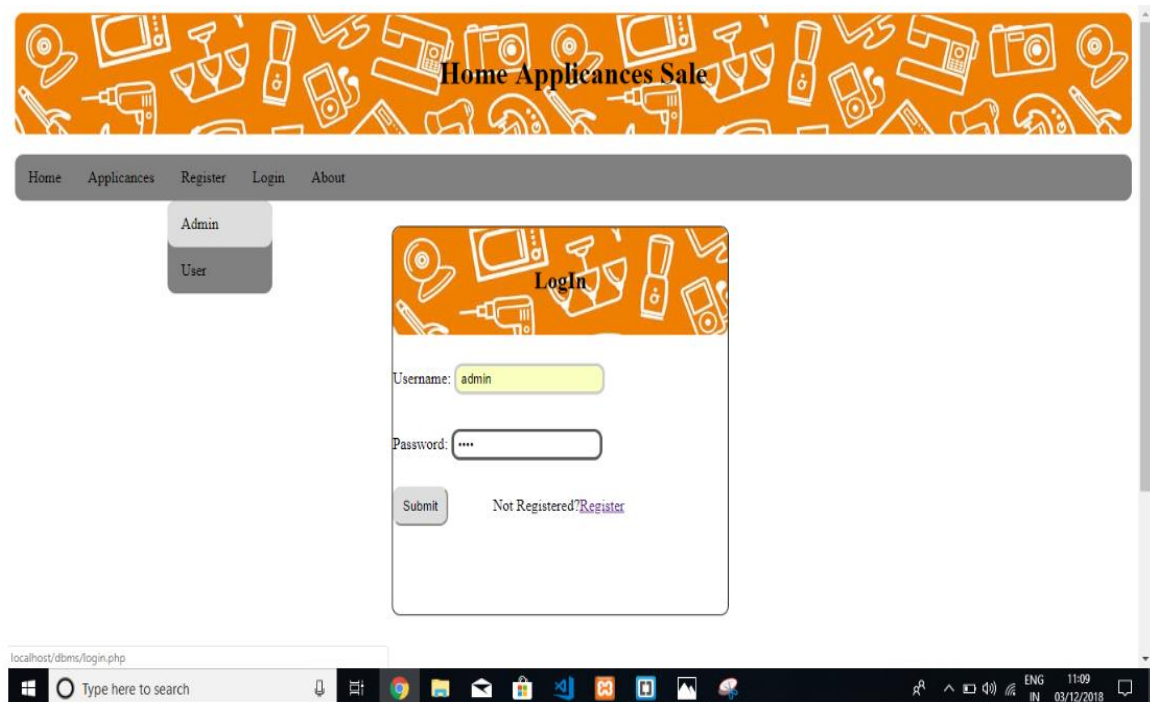 Home Applicances Sale
Home Applicances Register Login About
Admin
User
LogIn
Username: admin
Password: ····
Submit Not Registered?Register
localhost/dbms/login.php
Type here to search
ENG 11:09
IN 03/12/2018